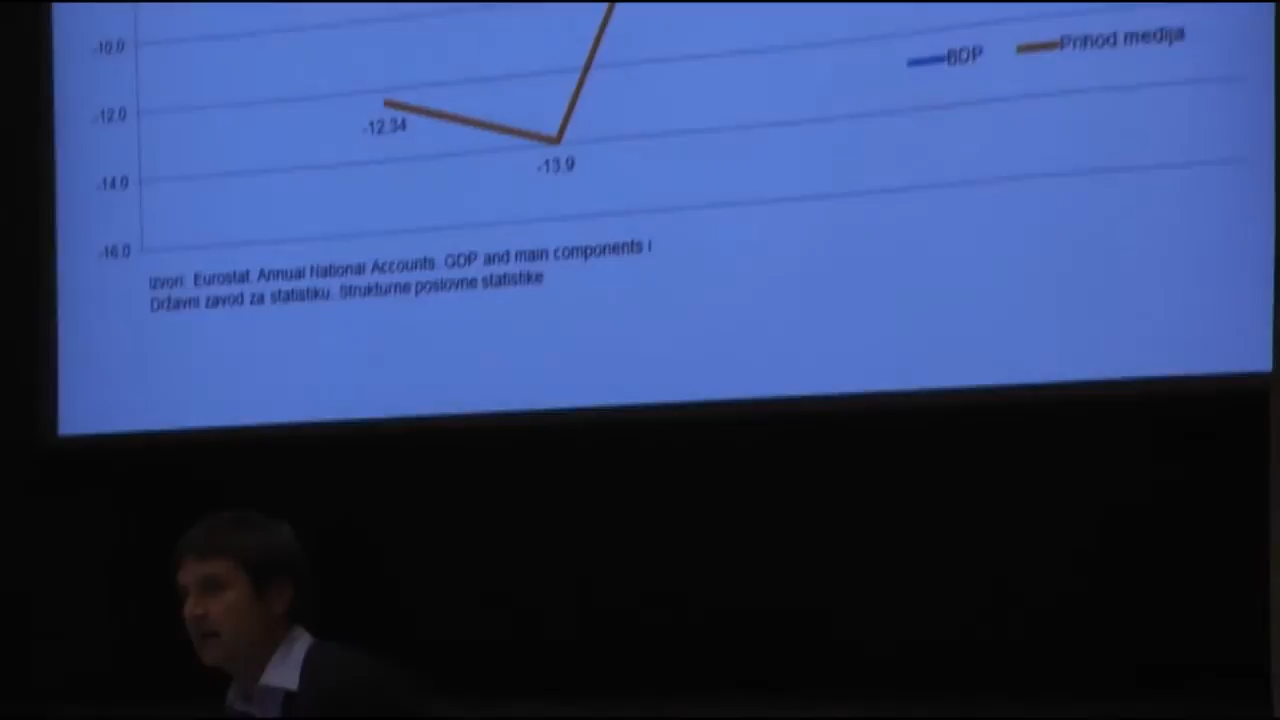 -10.0
BDP
Prihod medija
-12.0
-12.34
-13.9
-14.0
-16.0
Izvori: Eurostat. Annual National Accounts. GDP and main components i
Državni zavod za statistiku. Strukturne poslovne statistike